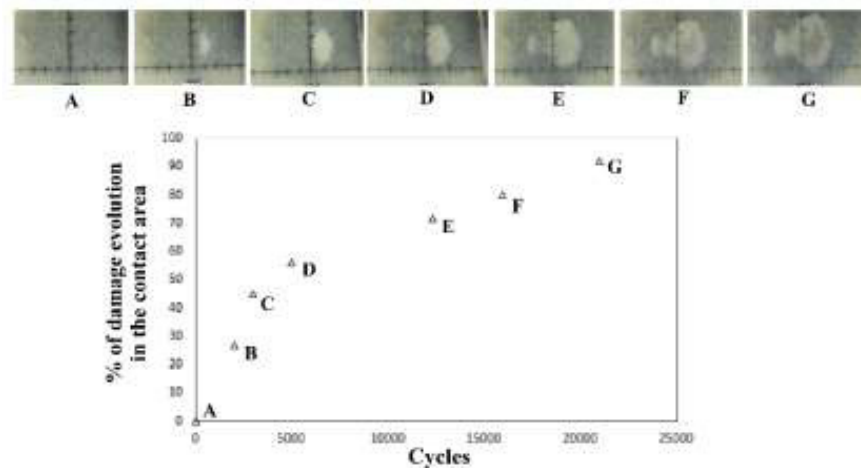 A B C D E F G
100
90
80
70
60
50
40
30
20
10
0
% of damage evolution
in the contact area
A
B
C
D
E
F
G
0 5000 10000 15000 20000 25000
Cycles